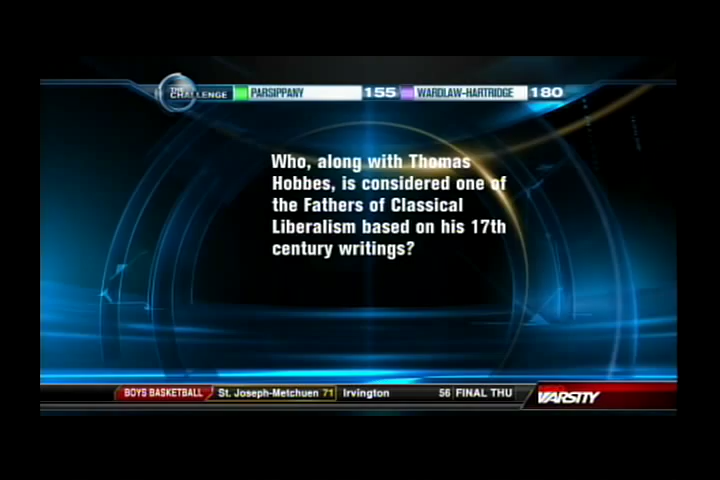 THE CHALLENGE PARSIPPANY 155 WARDLAW-HARTRIDGE 180
Who, along with Thomas
Hobbes, is considered one of
the Fathers of Classical
Liberalism based on his 17th
century writings?
BOYS BASKETBALL St. Joseph-Metchuen 71 Irvington 56 FINAL THU VARSITY